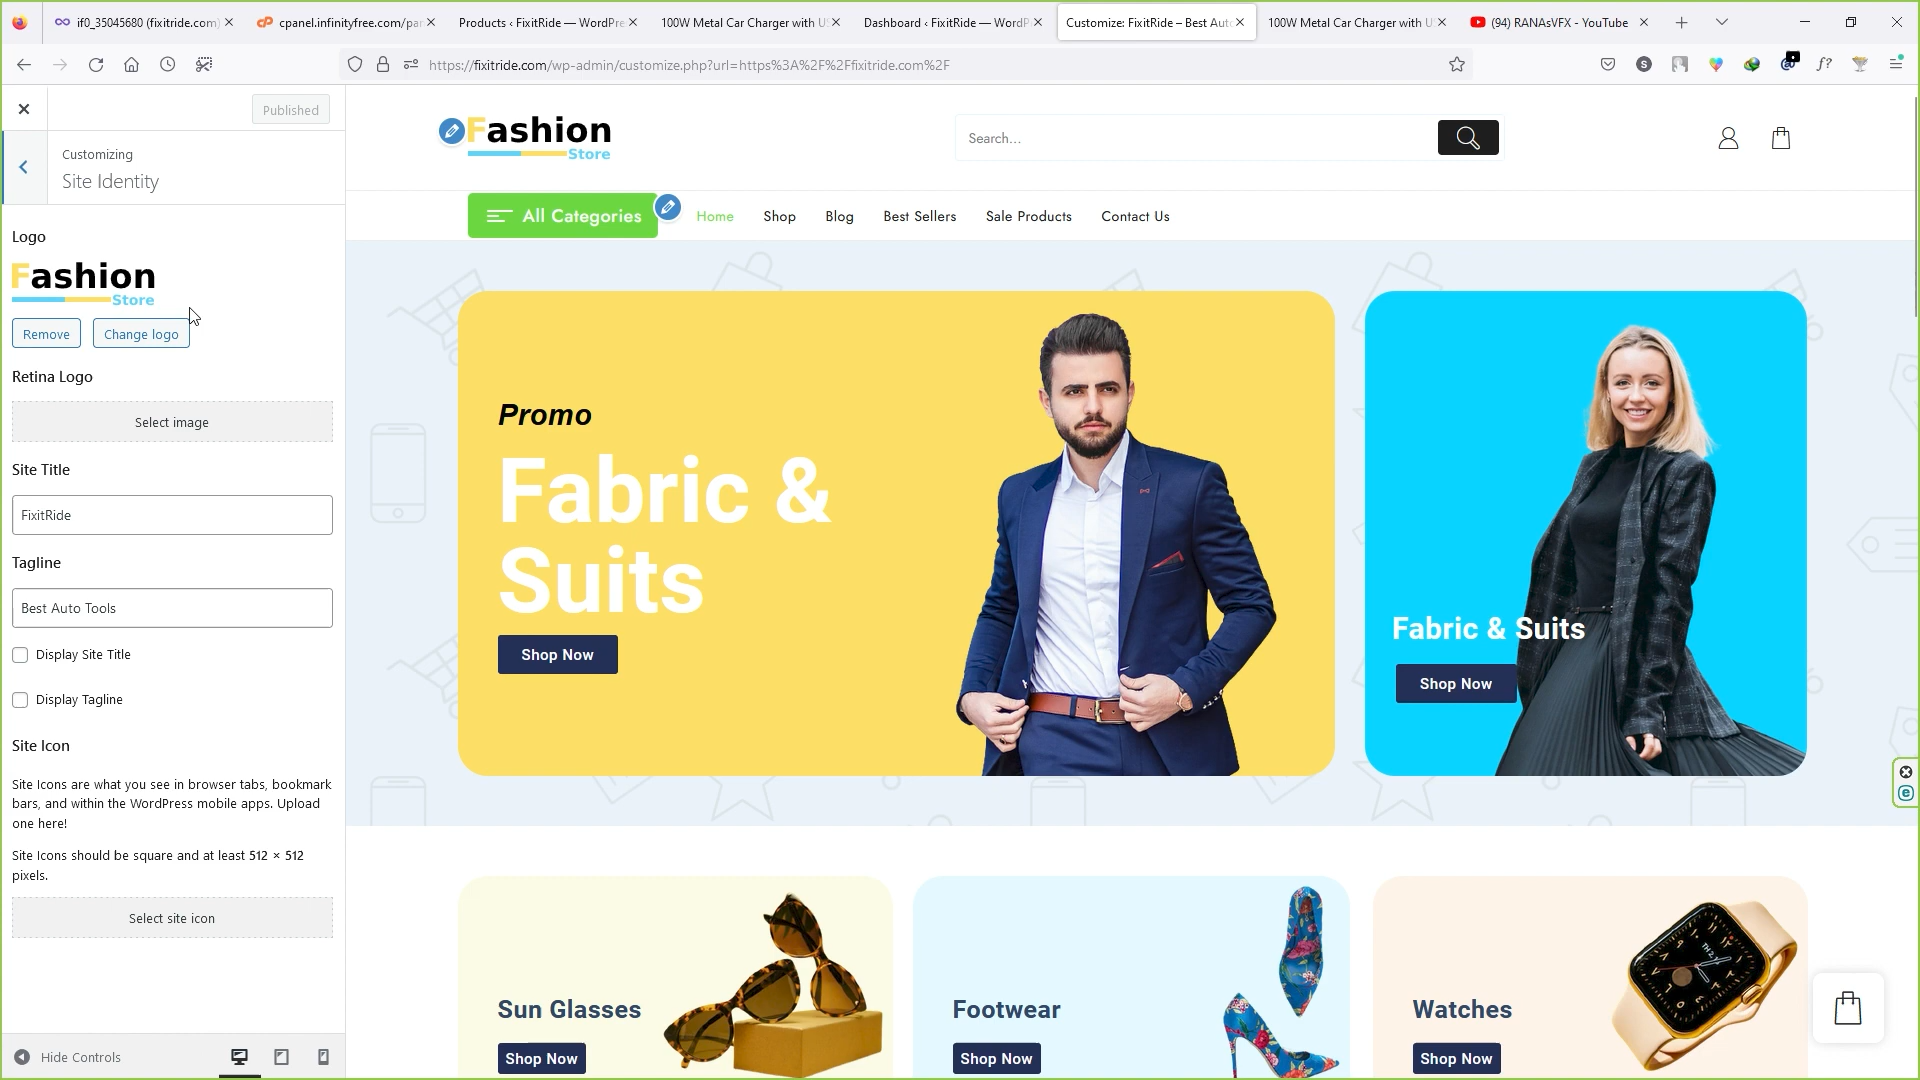 if0_35045680 (fixitride.com)
cpanel.infinityfree.com/pan
Products ‹ FixitRide — WordPre
100W Metal Car Charger with U
Dashboard ‹ FixitRide — WordP
Customize: FixitRide – Best Aut
100W Metal Car Charger with U
(94) RANAsVFX - YouTube
https://fixitride.com/wp-admin/customize.php?url=https%3A%2F%2Ffixitride.com%2F
Published
Customizing
Site Identity
Logo
Fashion
Store
Remove
Change logo
Retina Logo
Select image
Site Title
FixitRide
Tagline
Best Auto Tools
Display Site Title
Display Tagline
Site Icon
Site Icons are what you see in browser tabs, bookmark
bars, and within the WordPress mobile apps. Upload
one here!
Site Icons should be square and at least 512 × 512
pixels.
Select site icon
Hide Controls
Fashion
Store
Search...
All Categories
Home
Shop
Blog
Best Sellers
Sale Products
Contact Us
Promo
Fabric &
Suits
Shop Now
Fabric & Suits
Shop Now
Sun Glasses
Shop Now
Footwear
Shop Now
Watches
Shop Now